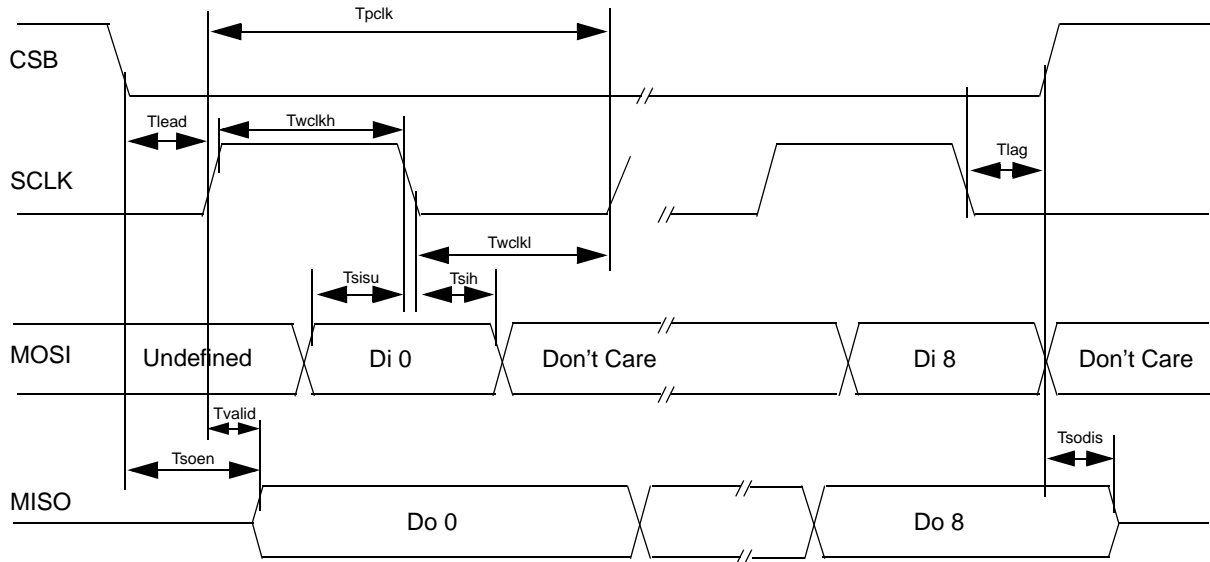 Tpclk
CSB
Tlead
Twclkh
Tlag
SCLK
Twclkl
Tsisu
Tsih
MOSI
Undefined
Di 0
Don't Care
Di 8
Don't Care
Tvalid
Tsoen
Tsodis
MISO
Do 0
Do 8